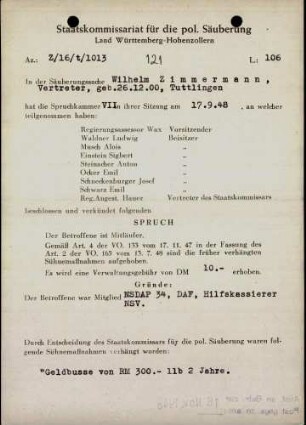 Staatskommissariat für die pol. Säuberung
Land Württemberg-Hohenzollern
Az.: Z/16/t/1013 121 L: 106
In der Säuberungssache Wilhelm Zimmermann,
Vertreter, geb.26.12.00, Tuttlingen
hat die Spruchkammer VII in ihrer Sitzung am 17.9.48 , an welcher
teilgenommen haben:
Regierungsassessor Wax Vorsitzender
Waldner Ludwig Beisitzer
Musch Alois „
Einstein Sigbert „
Steinacher Anton „
Ocker Emil „
Schneckenburger Josef „
Schwarz Emil „
Reg.Angest. Hauer Vertreter des Staatskommissars
beschlossen und verkündet folgenden
SPRUCH
Der Betroffene ist Mitläufer.
Gemäß Art. 4 der VO. 133 vom 17. 11. 47 in der Fassung des
Art. 2 der VO. 165 vom 13. 7. 48 sind die früher verhängten
Sühnemaßnahmen aufgehoben.
Es wird eine Verwaltungsgebühr von DM 10.- erhoben.
Gründe:
Der Betroffene war Mitglied NSDAP 34, DAF, Hilfskassierer
NSV.
Durch Entscheidung des Staatskommissars für die pol. Säuberung waren folgende
Sühnemaßnahmen verhängt worden:
"Geldbusse von RM 300.- 11b 2 Jahre.